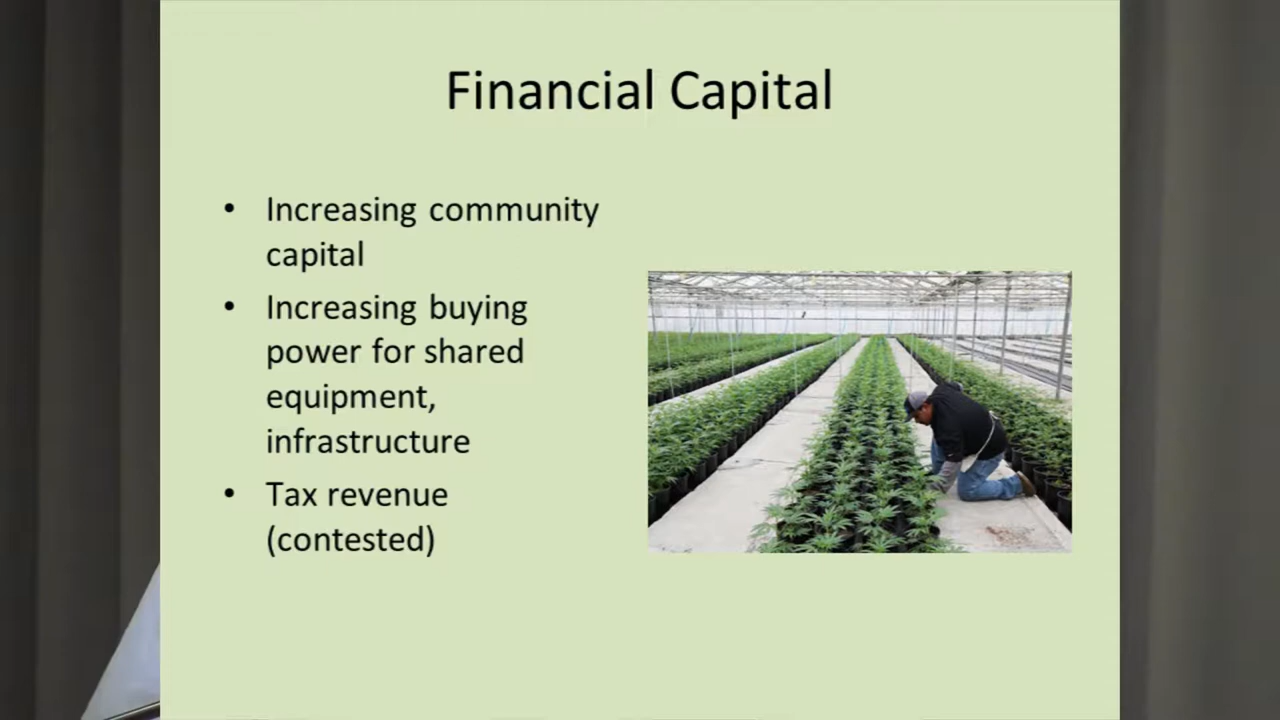 Financial Capital
• Increasing community
capital
• Increasing buying
power for shared
equipment,
infrastructure
• Tax revenue
(contested)